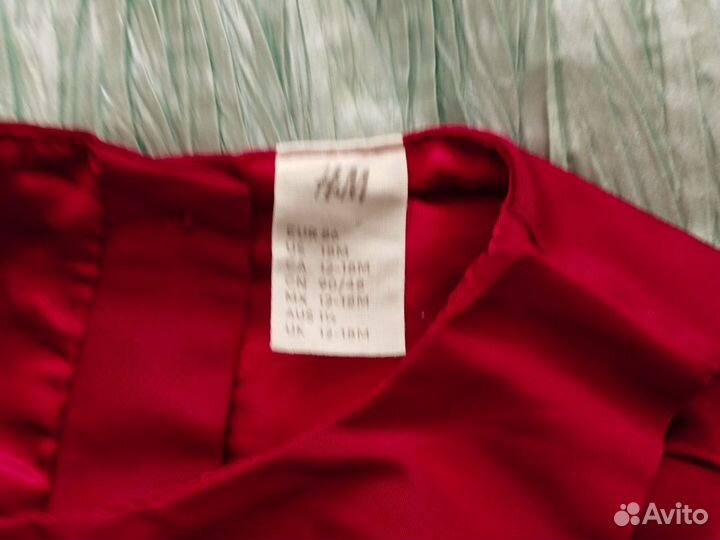 H&M
EUR 86
US 18M
CA 12-18M
CN 90/48
MX 12-18M
AUS 1½
UK 12-18M
Avito